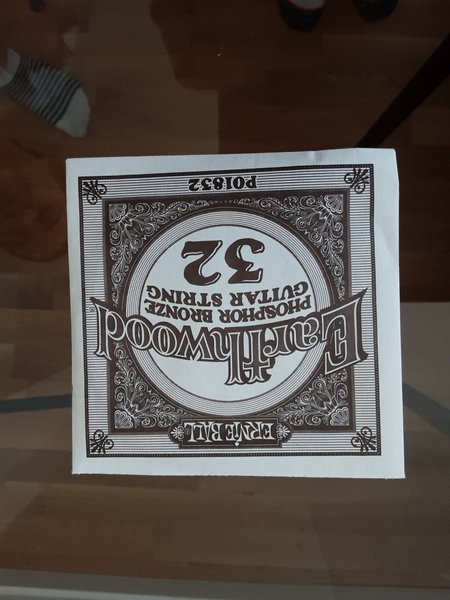 ERNIE BALL
Earthwood
PHOSPHOR BRONZE
GUITAR STRING
32
P01832